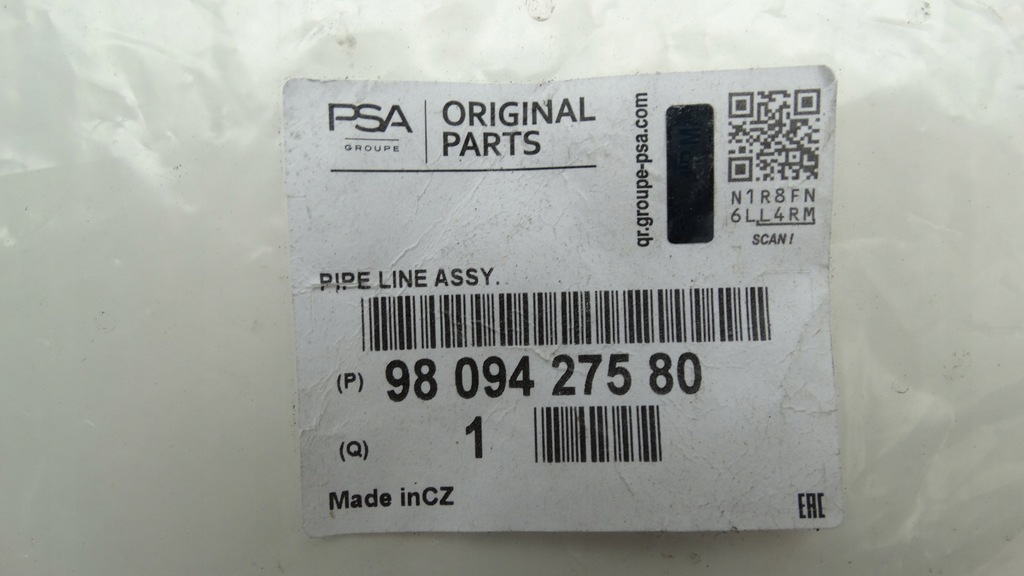 PSA
GROUPE
ORIGINAL
PARTS
qr.groupe-psa.com
N1R8FN
6LL4RM
SCAN!
PIPE LINE ASSY.
(P) 98 094 275 80
(Q) 1
Made inCZ
EAC